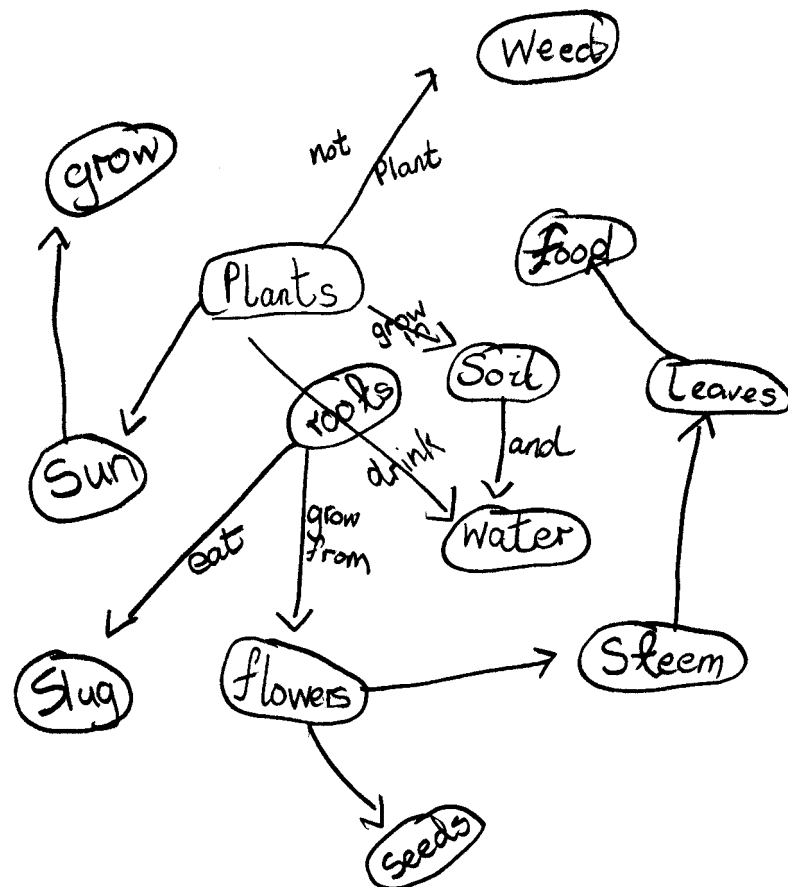 Weed
grow
not
Plant
food
Plants
grow
in
Soil
Leaves
roots
Sun
drink
and
eat
grow
from
Water
Slug
flowers
Steem
Seeds